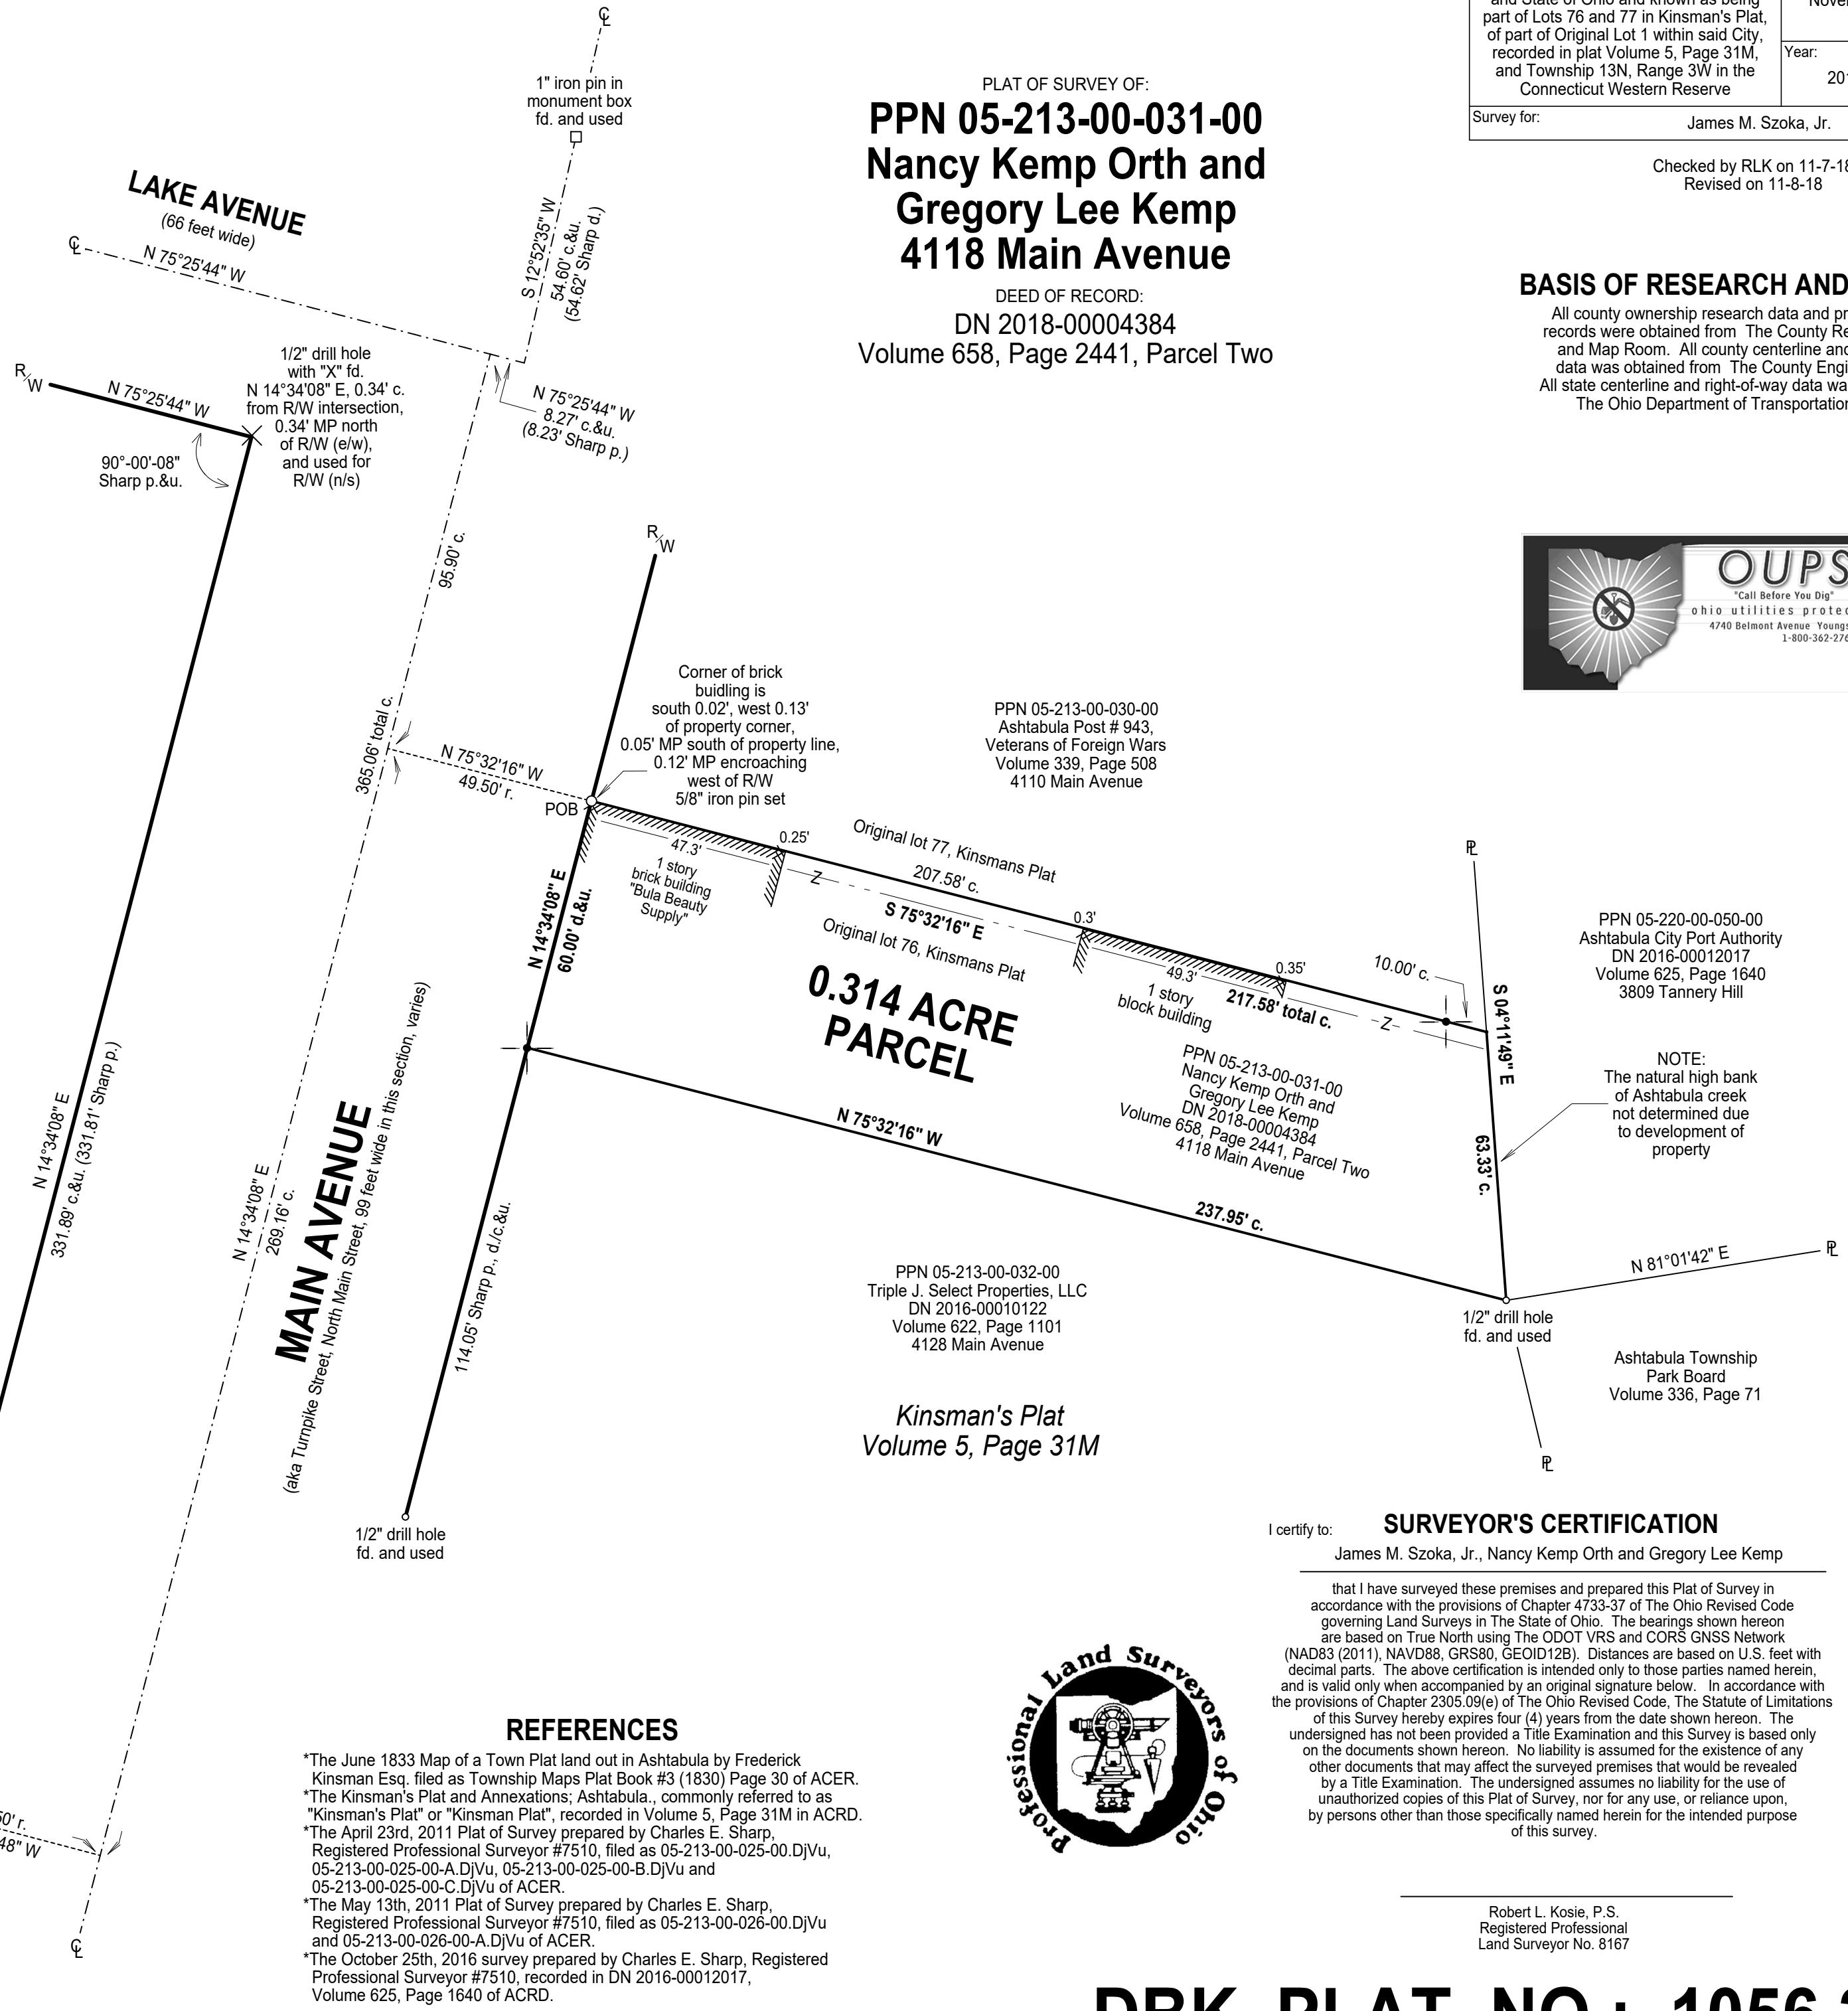 and State of Ohio and known as being
part of Lots 76 and 77 in Kinsman's Plat,
of part of Original Lot 1 within said City,
recorded in plat Volume 5, Page 31M,
and Township 13N, Range 3W in the
Connecticut Western Reserve
Year:
Survey for:
James M. Szoka, Jr.
Checked by RLK on 11-7-18
Revised on 11-8-18
PLAT OF SURVEY OF:
PPN 05-213-00-031-00
Nancy Kemp Orth and
Gregory Lee Kemp
4118 Main Avenue
DEED OF RECORD:
DN 2018-00004384
Volume 658, Page 2441, Parcel Two
BASIS OF RESEARCH AND
All county ownership research data and
records were obtained from The County
and Map Room. All county centerline and
data was obtained from The County
All state centerline and right-of-way data
The Ohio Department of Transportation
OUPS
"Call Before You Dig"
ohio utilities
4740 Belmont Avenue
1-800-362-276
℄
1" iron pin in
monument box
fd. and used
LAKE AVENUE
(66 feet wide)
℄
N 75°25'44" W
S 12°52'35" W
54.60' c.&u.
(54.62' Sharp d.)
R/W
N 75°25'44" W
1/2" drill hole
with "X" fd.
N 14°34'08" E, 0.34' c.
from R/W intersection,
0.34' MP north
of R/W (e/w),
and used for
R/W (n/s)
90°-00'-08"
Sharp p.&u.
N 75°25'44" W
8.27' c.&u.
(8.23' Sharp p.)
95.90' c.
R/W
365.06' total c.
N 75°32'16" W
49.50' r.
POB
Corner of brick
buidling is
south 0.02', west 0.13'
of property corner,
0.05' MP south of property line,
0.12' MP encroaching
west of R/W
5/8" iron pin set
PPN 05-213-00-030-00
Ashtabula Post # 943,
Veterans of Foreign Wars
Volume 339, Page 508
4110 Main Avenue
47.3'
0.25'
1 story
brick building
"Bula Beauty
Supply"
Original lot 77, Kinsmans Plat
207.58' c.
Z
S 75°32'16" E
Original lot 76, Kinsmans Plat
0.3'
49.3'
0.35'
1 story
block building
217.58' total c.
Z
10.00' c.
℄
N 14°34'08" E
60.00' d.&u.
0.314 ACRE
PARCEL
PPN 05-213-00-031-00
Nancy Kemp Orth and
Gregory Lee Kemp
DN 2018-00004384
Volume 658, Page 2441, Parcel Two
4118 Main Avenue
PL
S 04°11'49" E
63.33' c.
PPN 05-220-00-050-00
Ashtabula City Port Authority
DN 2016-00012017
Volume 625, Page 1640
3809 Tannery Hill
NOTE:
The natural high bank
of Ashtabula creek
not determined due
to development of
property
N 75°32'16" W
237.95' c.
N 81°01'42" E
PL
1/2" drill hole
fd. and used
Ashtabula Township
Park Board
Volume 336, Page 71
PL
N 14°34'08" E
331.89' c.&u. (331.81' Sharp p.)
N 14°34'08" E
269.16' c.
MAIN AVENUE
(aka Turnpike Street, North Main Street, 99 feet wide in this section, varies)
114.05' Sharp p., d./c.&u.
1/2" drill hole
fd. and used
PPN 05-213-00-032-00
Triple J. Select Properties, LLC
DN 2016-00010122
Volume 622, Page 1101
4128 Main Avenue
Kinsman's Plat
Volume 5, Page 31M
I certify to:
SURVEYOR'S CERTIFICATION
James M. Szoka, Jr., Nancy Kemp Orth and Gregory Lee Kemp
that I have surveyed these premises and prepared this Plat of Survey in
accordance with the provisions of Chapter 4733-37 of The Ohio Revised Code
governing Land Surveys in The State of Ohio. The bearings shown hereon
are based on True North using The ODOT VRS and CORS GNSS Network
(NAD83 (2011), NAVD88, GRS80, GEOID12B). Distances are based on U.S. feet with
decimal parts. The above certification is intended only to those parties named herein,
and is valid only when accompanied by an original signature below. In accordance with
the provisions of Chapter 2305.09(e) of The Ohio Revised Code, The Statute of Limitations
of this Survey hereby expires four (4) years from the date shown hereon. The
undersigned has not been provided a Title Examination and this Survey is based only
on the documents shown hereon. No liability is assumed for the existence of any
other documents that may affect the surveyed premises that would be revealed
by a Title Examination. The undersigned assumes no liability for the use of
unauthorized copies of this Plat of Survey, nor for any use, or reliance upon,
by persons other than those specifically named herein for the intended purpose
of this survey.
Professional Land Surveyors of Ohio
Robert L. Kosie, P.S.
Registered Professional
Land Surveyor No. 8167
REFERENCES
*The June 1833 Map of a Town Plat land out in Ashtabula by Frederick
Kinsman Esq. filed as Township Maps Plat Book #3 (1830) Page 30 of ACER.
*The Kinsman's Plat and Annexations; Ashtabula., commonly referred to as
"Kinsman's Plat" or "Kinsman Plat", recorded in Volume 5, Page 31M in ACRD.
*The April 23rd, 2011 Plat of Survey prepared by Charles E. Sharp,
Registered Professional Surveyor #7510, filed as 05-213-00-025-00.DjVu,
05-213-00-025-00-A.DjVu, 05-213-00-025-00-B.DjVu and
05-213-00-025-00-C.DjVu of ACER.
*The May 13th, 2011 Plat of Survey prepared by Charles E. Sharp,
Registered Professional Surveyor #7510, filed as 05-213-00-026-00.DjVu
and 05-213-00-026-00-A.DjVu of ACER.
*The October 25th, 2016 survey prepared by Charles E. Sharp, Registered
Professional Surveyor #7510, recorded in DN 2016-00012017,
Volume 625, Page 1640 of ACRD.
0' r.
48" W
℄
DBK PLAT NO.: 1056